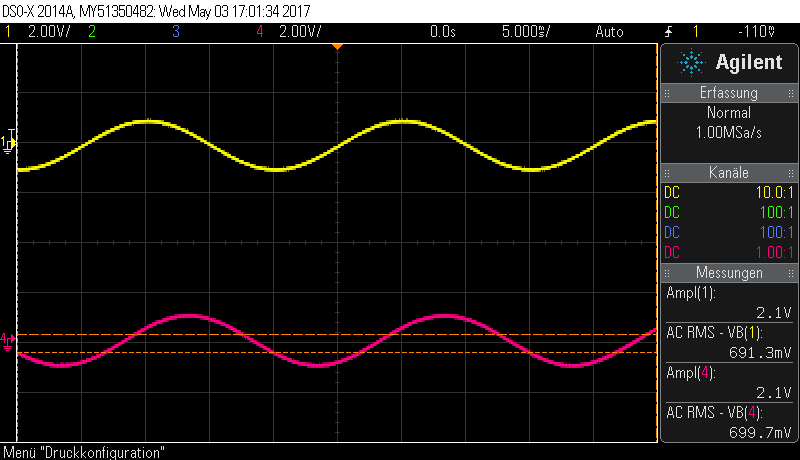 DSO-X 2014A, MY51350482: Wed May 03 17:01:34 2017
1 2.00V/ 2 3 4 2.00V/ 0.0s 5.000s/ Auto 1 -110V
Agilent
Erfassung
Normal
1.00MSa/s
Kanäle
DC 10.0:1
DC 100:1
DC 100:1
DC 1.00:1
Messungen
Ampl(1):
2.1V
AC RMS - VB(1):
691.3mV
Ampl(4):
2.1V
AC RMS - VB(4):
699.7mV
1
4
Menü "Druckkonfiguration"